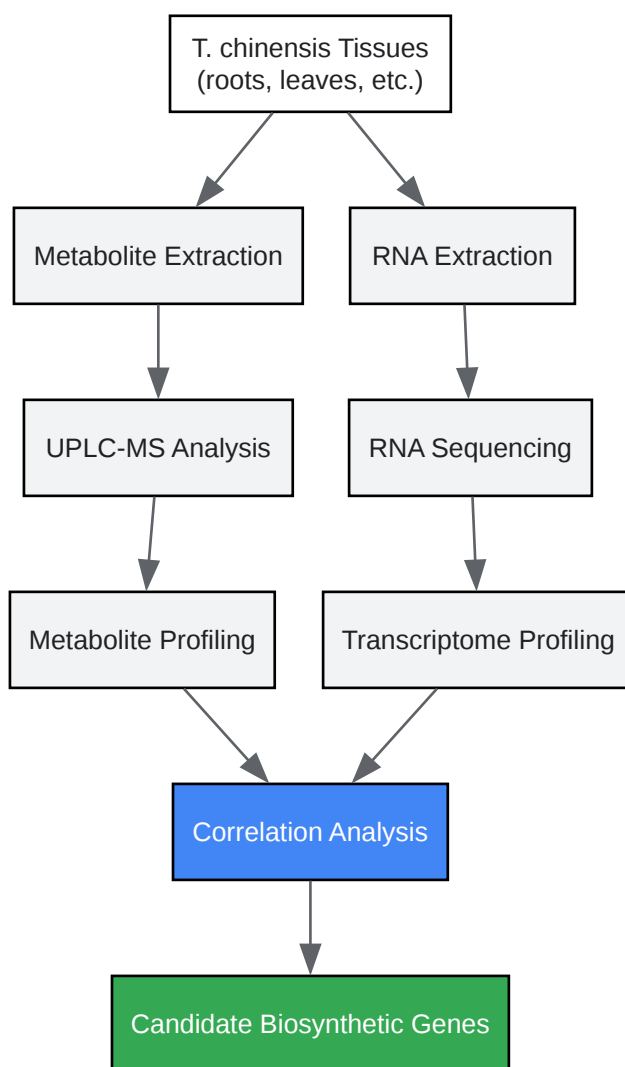 T. chinensis Tissues
(roots, leaves, etc.)
Metabolite Extraction
RNA Extraction
UPLC-MS Analysis
RNA Sequencing
Metabolite Profiling
Transcriptome Profiling
Correlation Analysis
Candidate Biosynthetic Genes